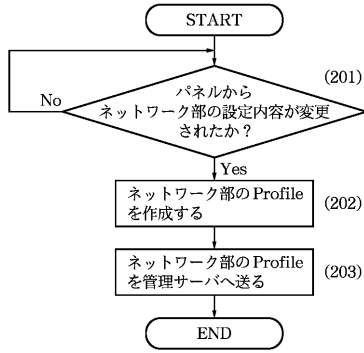 START
パネルから
ネットワーク部の設定内容が変更
されたか？
(201)
No
Yes
ネットワーク部のProfile
を作成する
(202)
ネットワーク部のProfile
を管理サーバへ送る
(203)
END